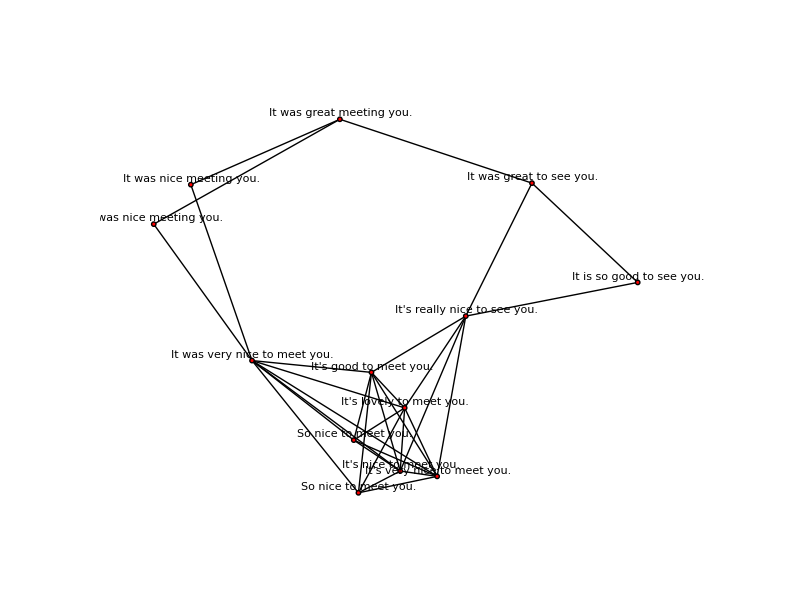 It was great meeting you.
It was great to see you.
It was nice meeting you.
was nice meeting you.
It is so good to see you.
It's really nice to see you.
It was very nice to meet you.
It's good to meet you.
It's lovely to meet you.
So nice to meet you.
It's nice to meet you.
It's very nice to meet you.
So nice to meet you.